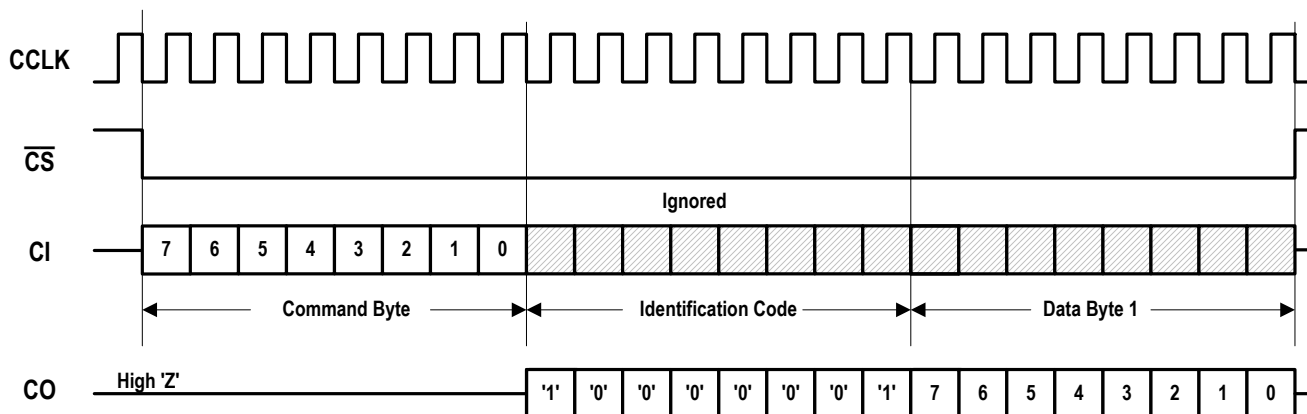 CCLK
CS
Ignored
CI 7 6 5 4 3 2 1 0
Command Byte Identification Code Data Byte 1
High 'Z'
CO '1' '0' '0' '0' '0' '0' '0' '1' 7 6 5 4 3 2 1 0